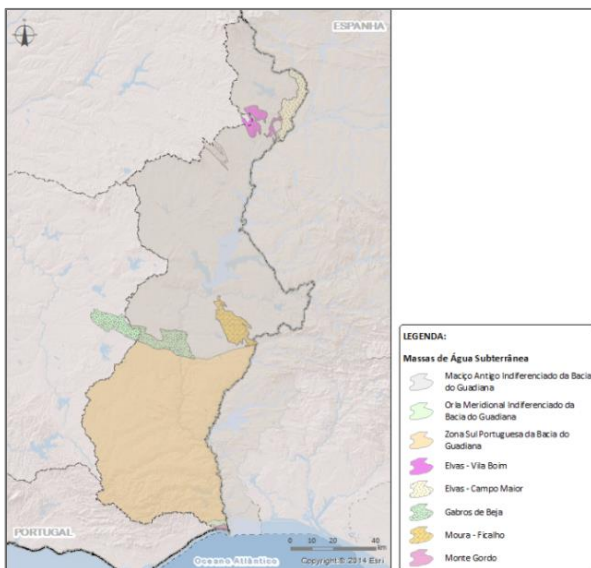 ESPANHA
PORTUGAL
Oceano Atlântico
0 10 20 40
km
Copyright © 2014 Esri
LEGENDA:
Massas de Água Subterrânea
Maciço Antigo Indiferenciado da Bacia
do Guadiana
Orla Meridional Indiferenciado da
Bacia do Guadiana
Zona Sul Portuguesa da Bacia do
Guadiana
Elvas - Vila Boim
Elvas - Campo Maior
Gabros de Beja
Moura - Ficalho
Monte Gordo